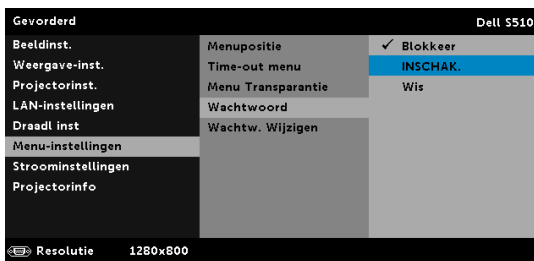 Gevorderd
Dell S510
Beeldinst.
Weergave-inst.
Projectorinst.
LAN-instellingen
Draadl inst
Menu-instellingen
Stroominstellingen
Projectorinfo
Menupositie
Time-out menu
Menu Transparantie
Wachtwoord
Wachtw. Wijzigen
✓ Blokkeer
INSCHAK.
Wis
Resolutie 1280x800